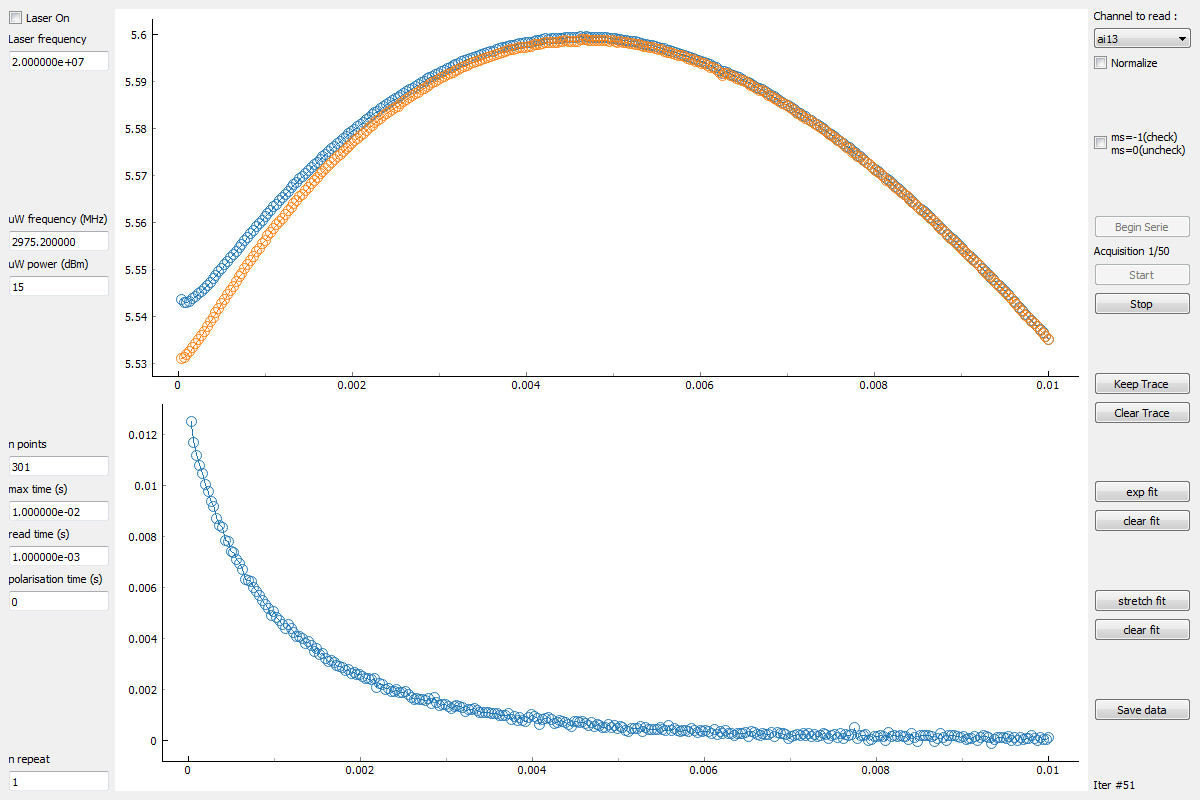 Laser On
Laser frequency
2.000000e+07
uW frequency (MHz)
2975.200000
uW power (dBm)
15
n points
301
max time (s)
1.000000e-02
read time (s)
1.000000e-03
polarisation time (s)
0
n repeat
1
5.6
5.59
5.58
5.57
5.56
5.55
5.54
5.53
0
0.002
0.004
0.006
0.008
0.01
0.012
0.01
0.008
0.006
0.004
0.002
0
0
0.002
0.004
0.006
0.008
0.01
Channel to read :
ai13
Normalize
ms=-1(check)
ms=0(uncheck)
Begin Serie
Acquisition 1/50
Start
Stop
Keep Trace
Clear Trace
exp fit
clear fit
stretch fit
clear fit
Save data
Iter #51